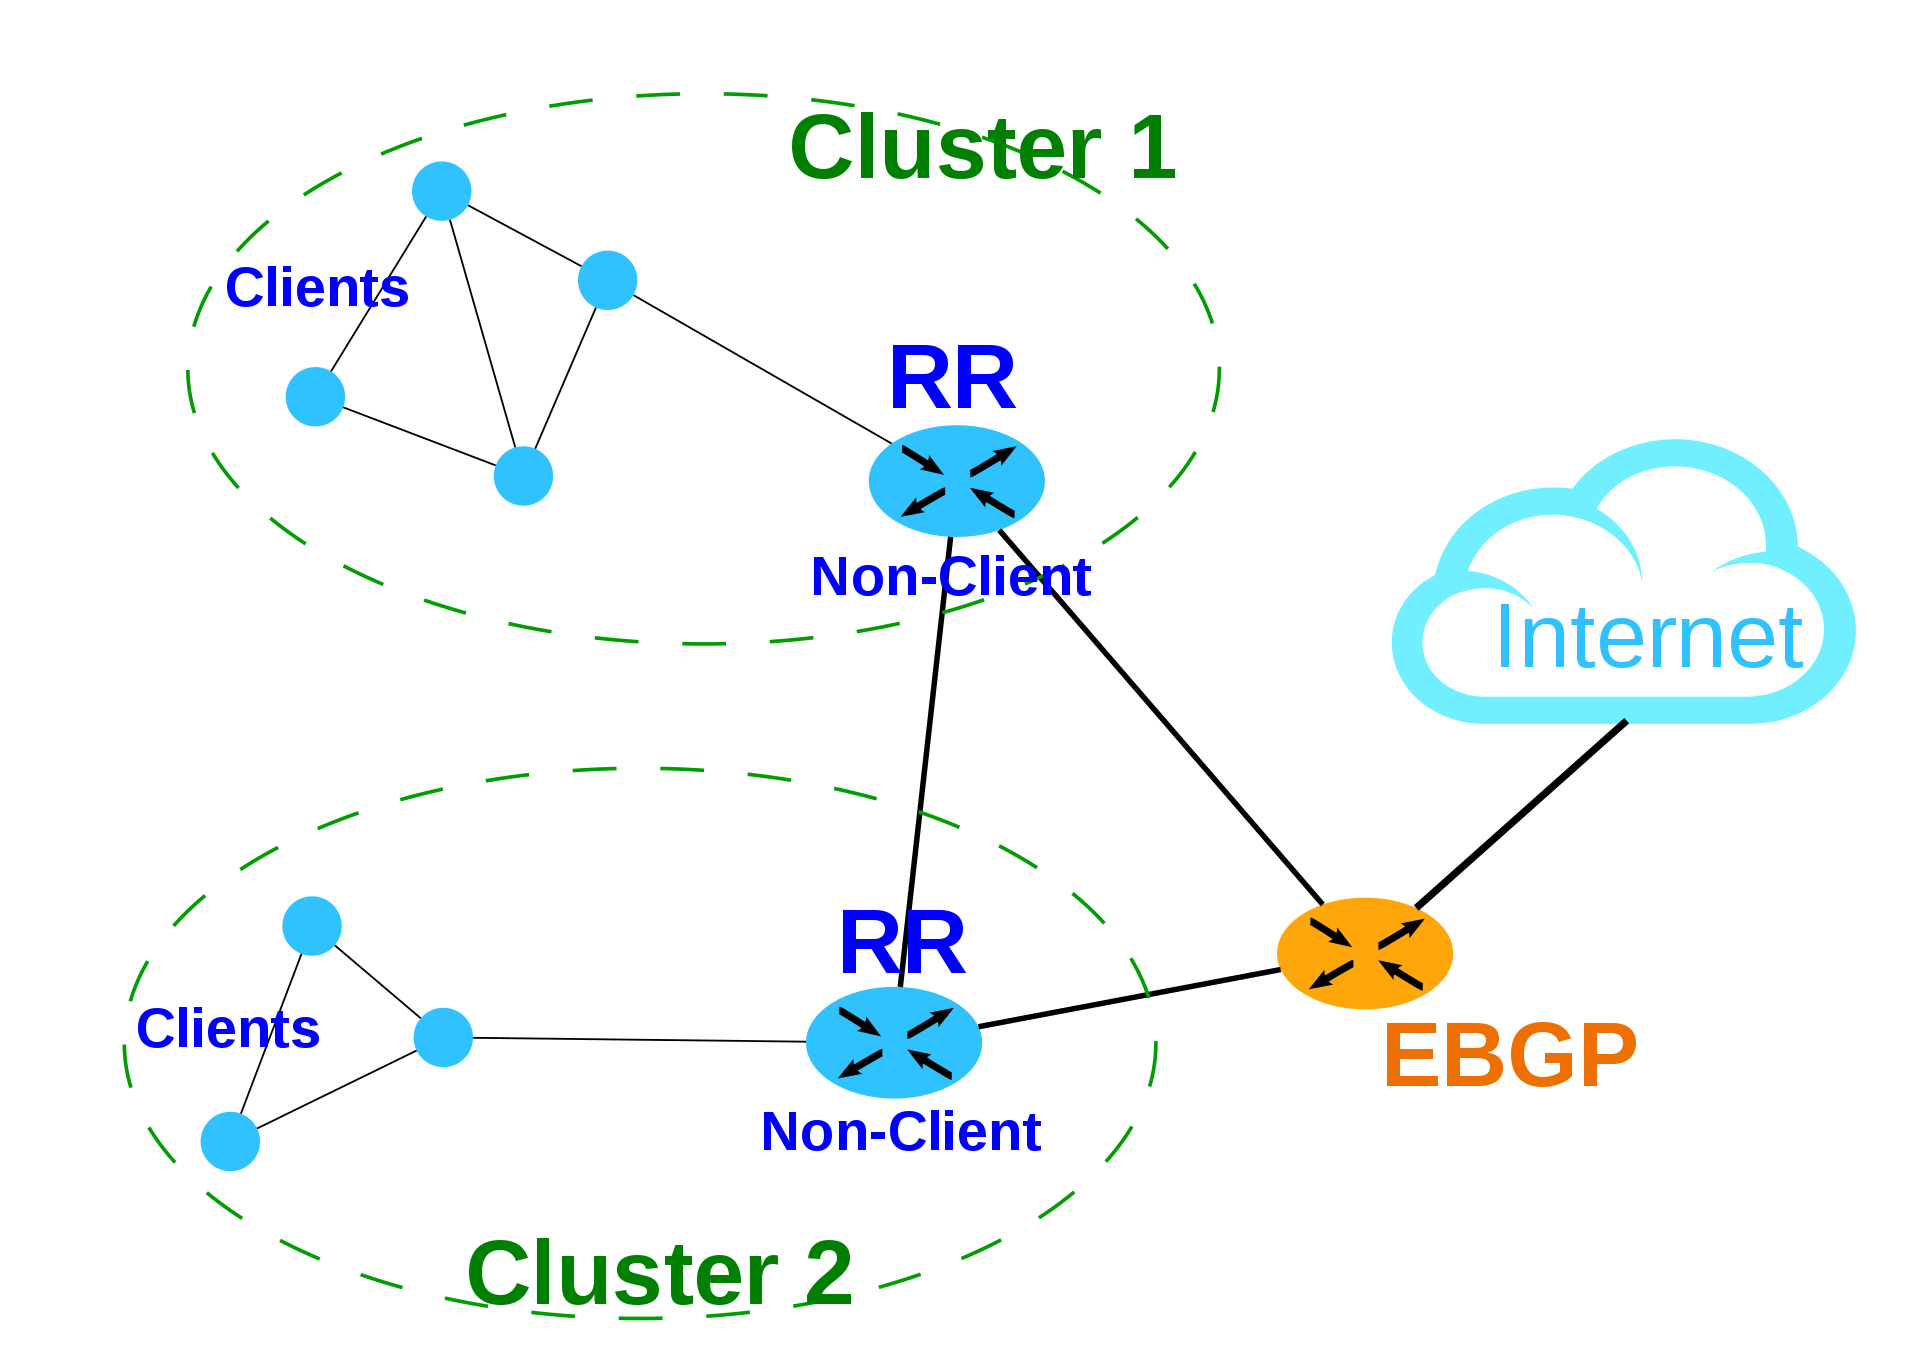 Cluster 1
Clients
RR
Non-Client
Internet
RR
Clients
EBGP
Non-Client
Cluster 2